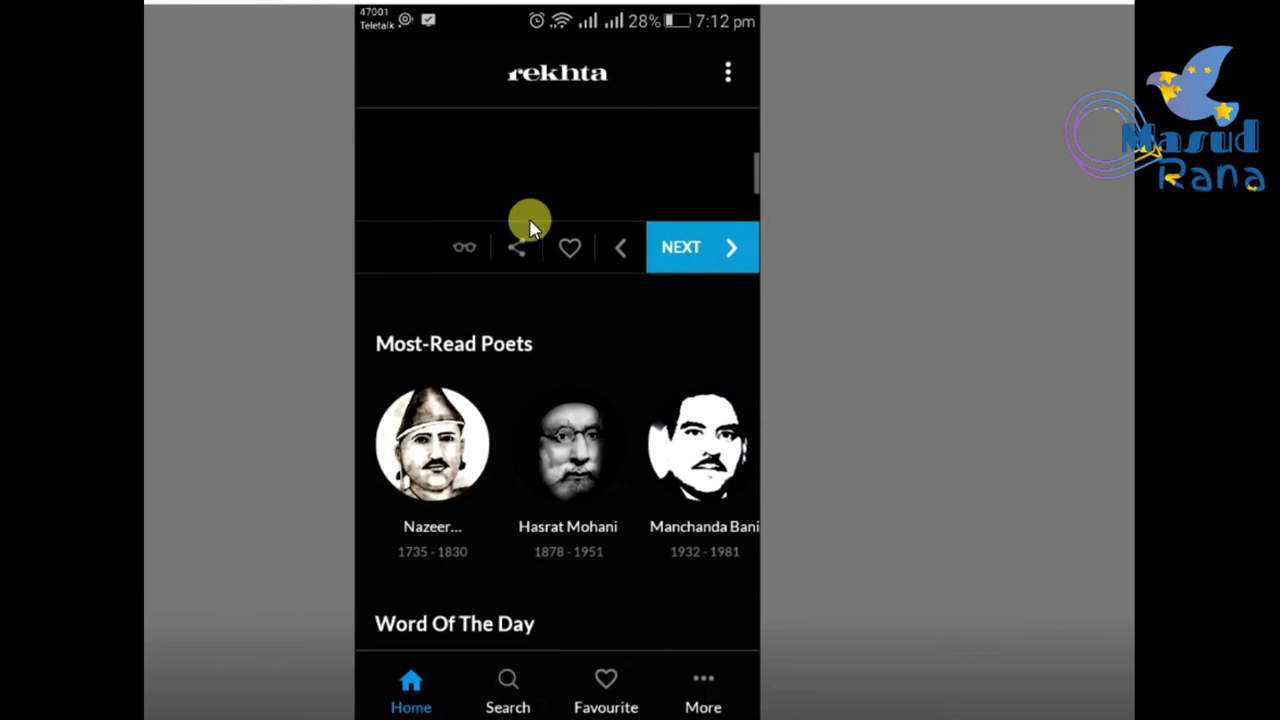 47001
Teletalk
28% 7:12 pm
rekhta
NEXT
Most-Read Poets
Nazeer... Hasrat Mohani Manchanda Bani
1735 - 1830 1878 - 1951 1932 - 1981
Word Of The Day
Home Search Favourite More
Masud
Rana